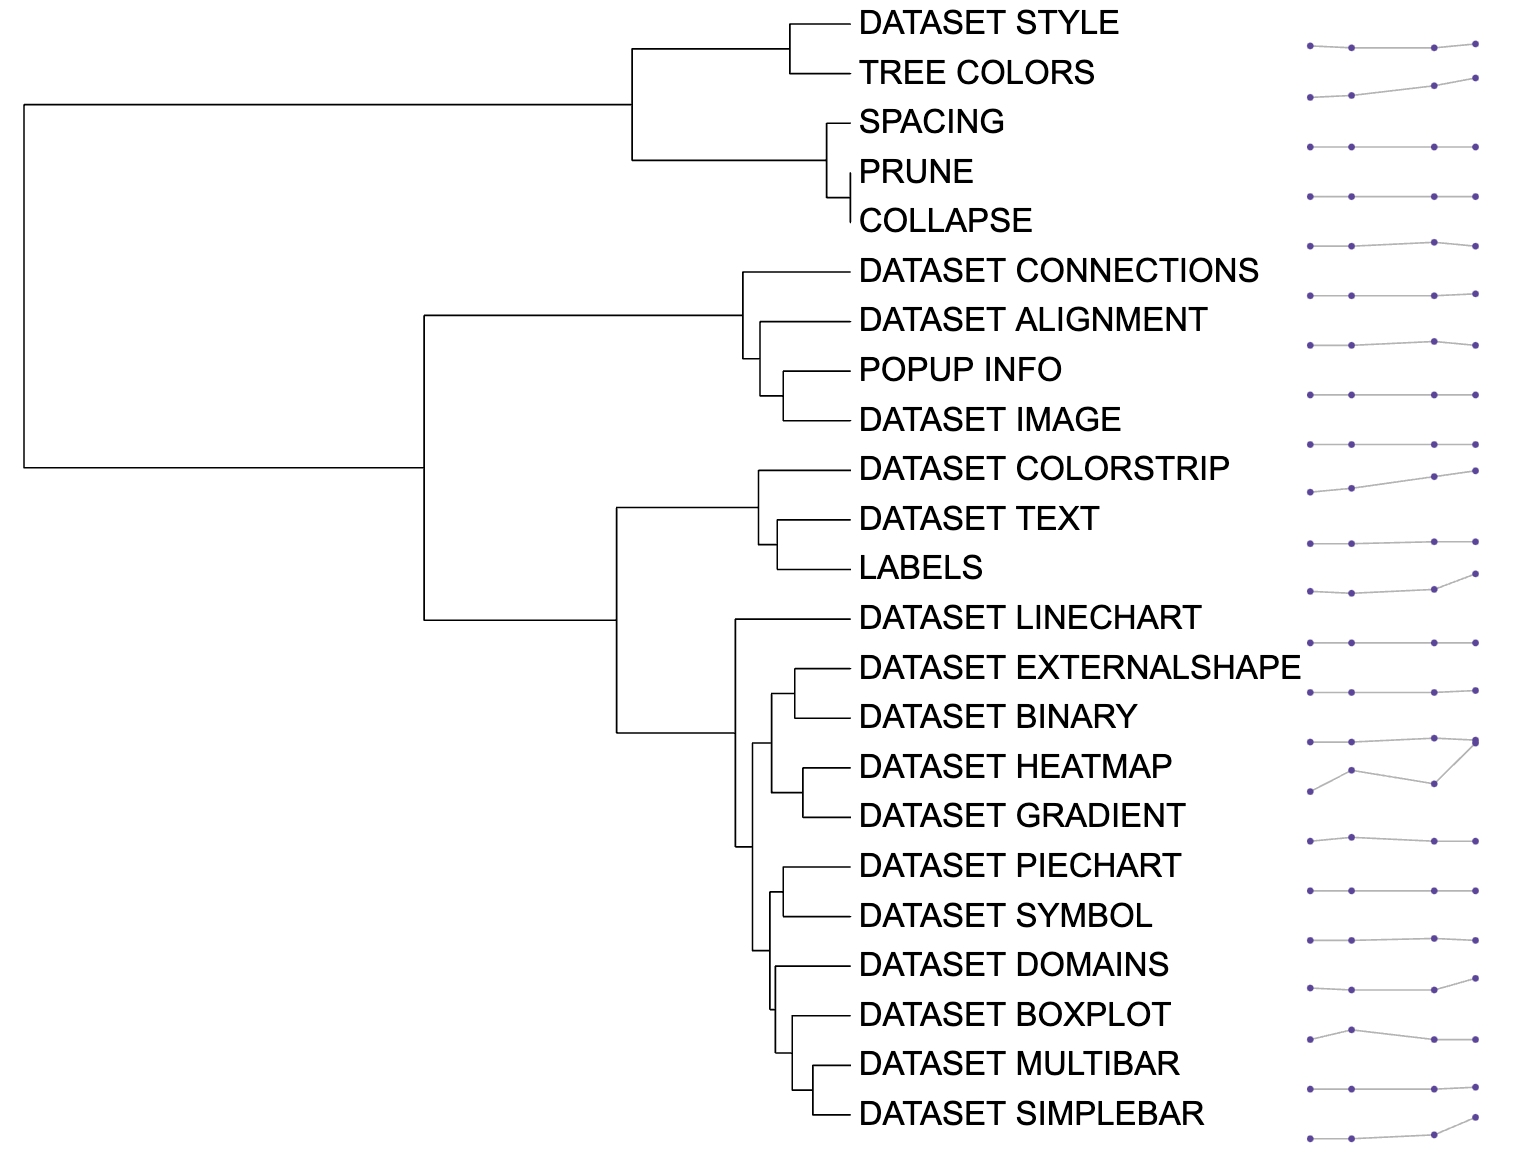 DATASET STYLE
TREE COLORS
SPACING
PRUNE
COLLAPSE
DATASET CONNECTIONS
DATASET ALIGNMENT
POPUP INFO
DATASET IMAGE
DATASET COLORSTRIP
DATASET TEXT
LABELS
DATASET LINECHART
DATASET EXTERNALSHAPE
DATASET BINARY
DATASET HEATMAP
DATASET GRADIENT
DATASET PIECHART
DATASET SYMBOL
DATASET DOMAINS
DATASET BOXPLOT
DATASET MULTIBAR
DATASET SIMPLEBAR